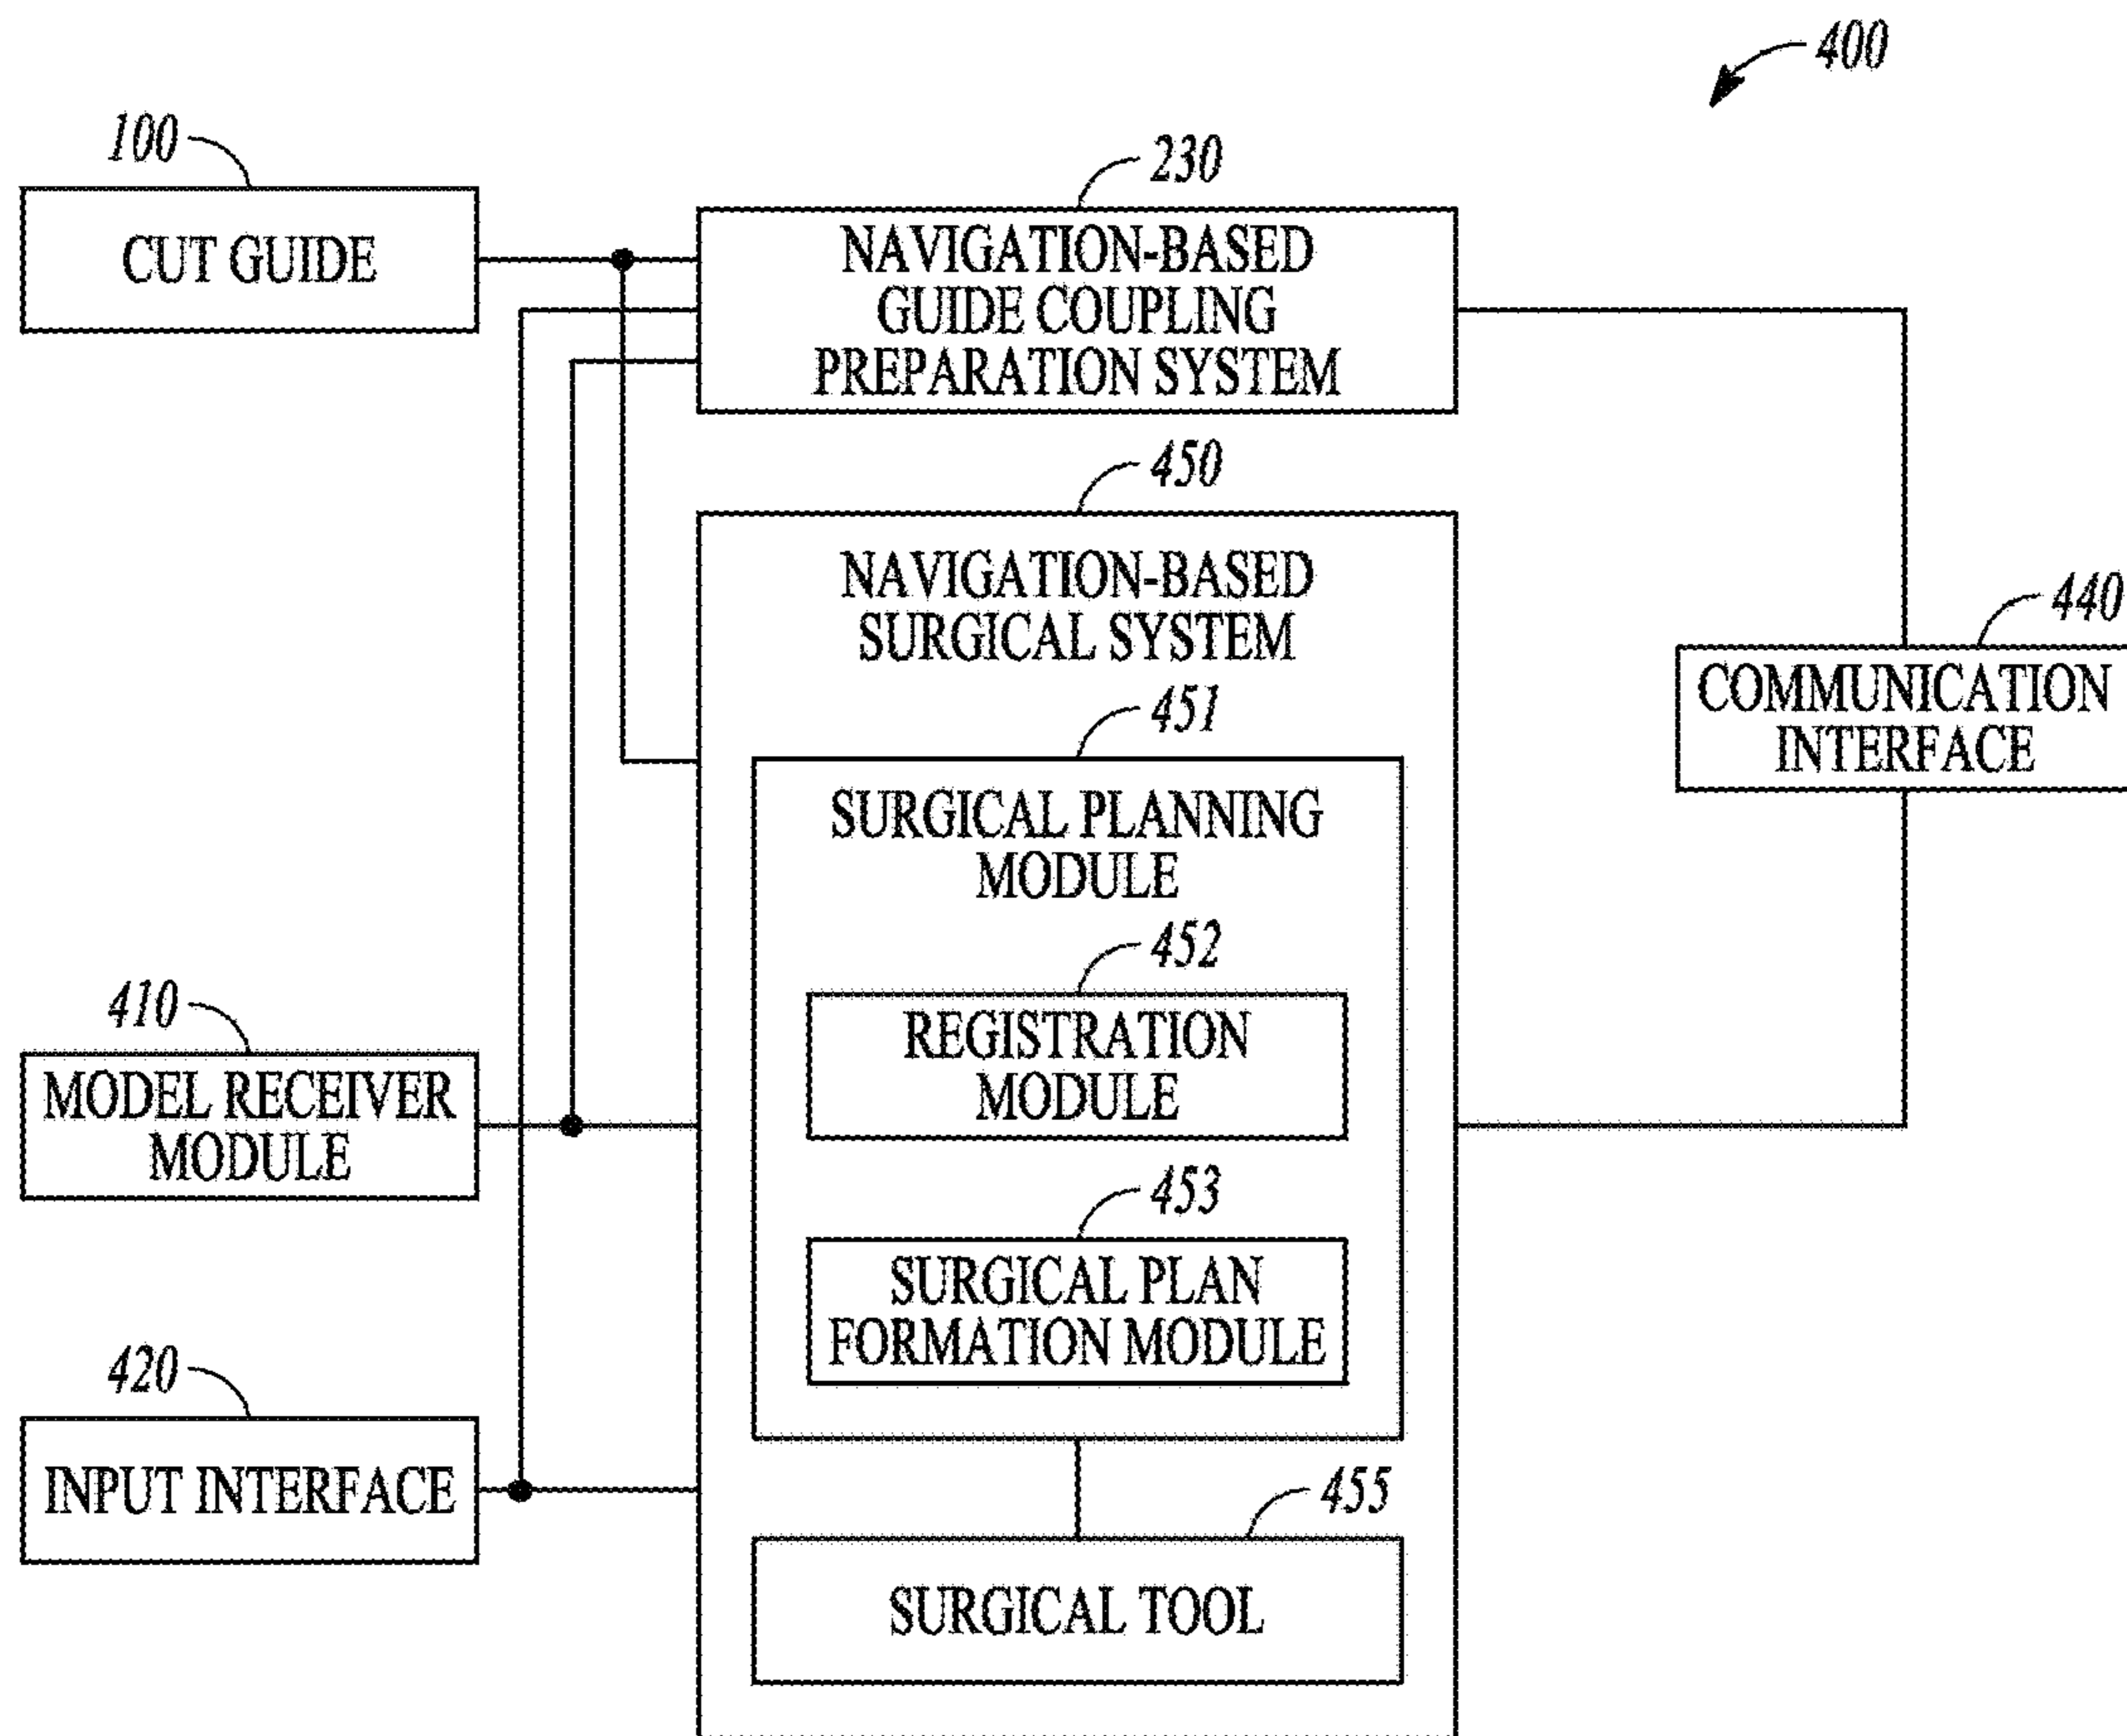 400
100
CUT GUIDE
230
NAVIGATION-BASED
GUIDE COUPLING
PREPARATION SYSTEM
450
NAVIGATION-BASED
SURGICAL SYSTEM
440
COMMUNICATION
INTERFACE
451
SURGICAL PLANNING
MODULE
452
REGISTRATION
MODULE
410
MODEL RECEIVER
MODULE
453
SURGICAL PLAN
FORMATION MODULE
420
INPUT INTERFACE
455
SURGICAL TOOL